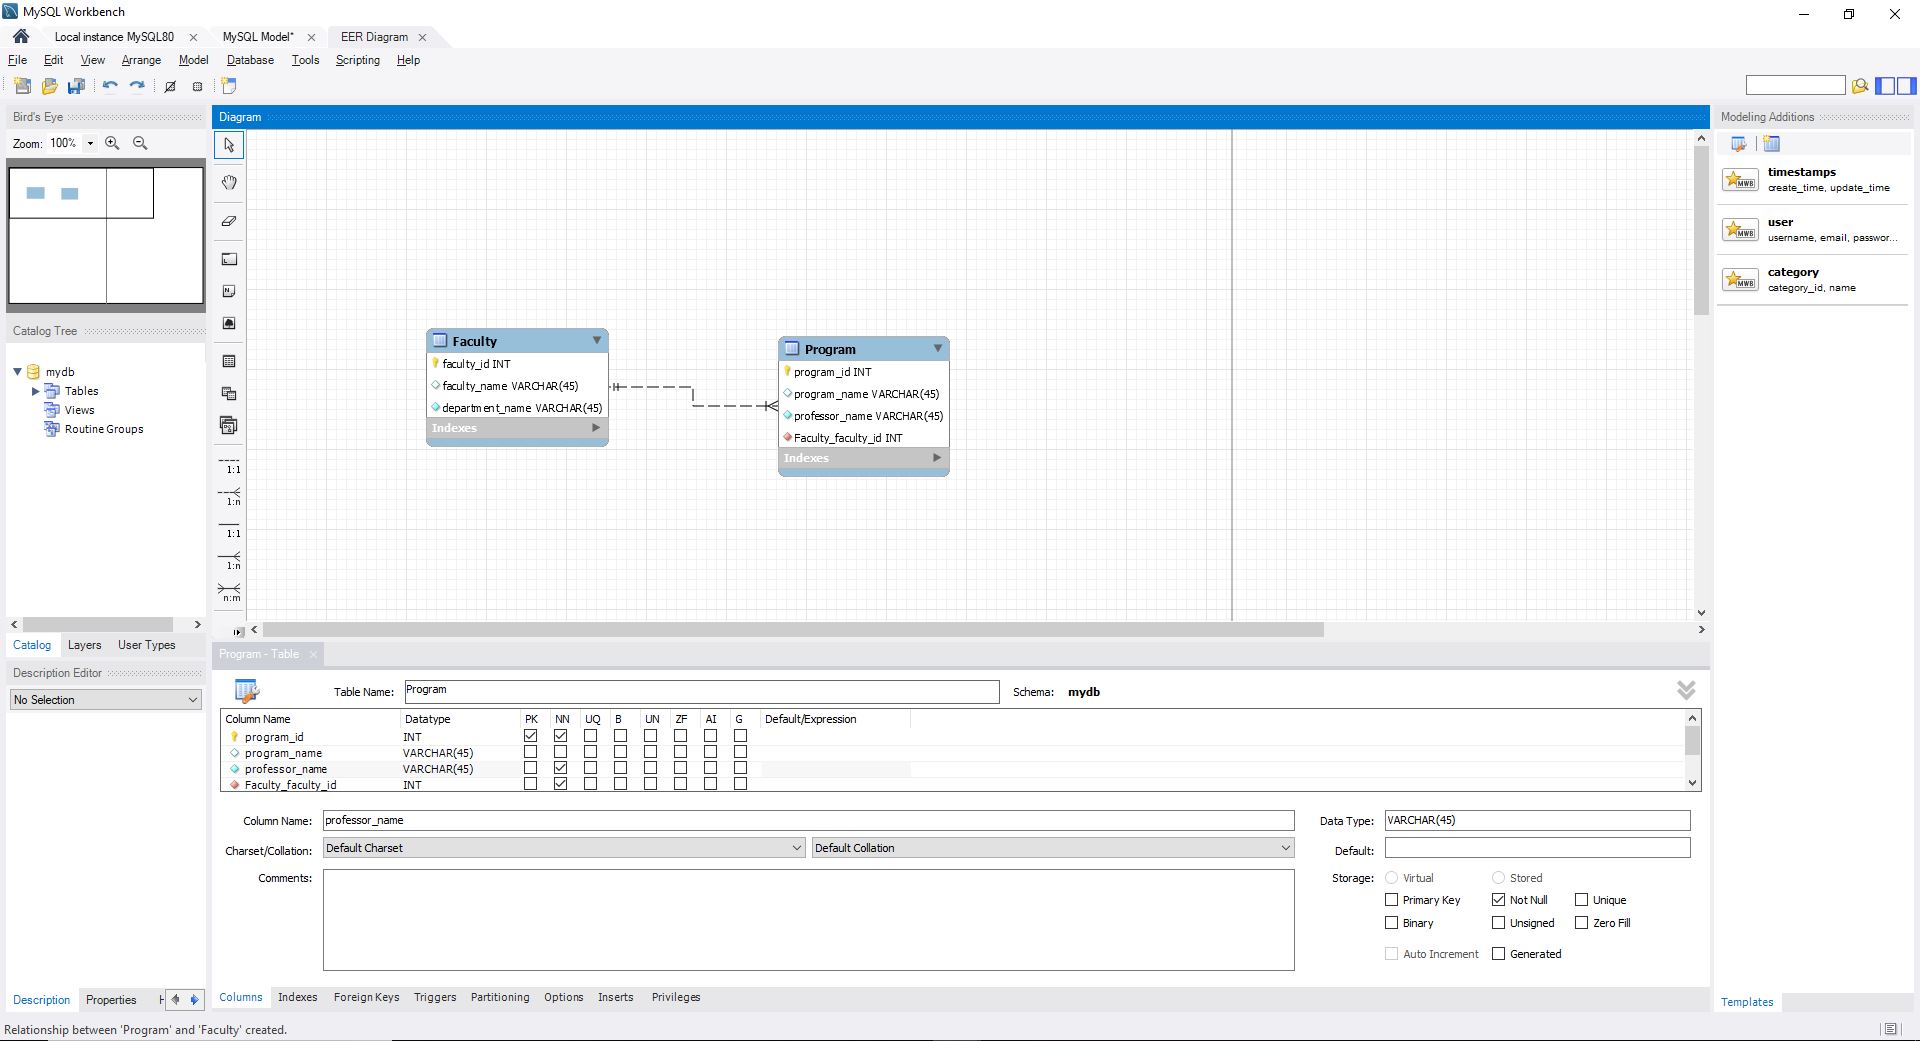 MySQL Workbench
Local instance MySQL80
MySQL Model*
EER Diagram
File Edit View Arrange Model Database Tools Scripting Help
Bird's Eye
Diagram
Modeling Additions
Zoom: 100%
timestamps
create_time, update_time
user
username, email, passwor...
category
category_id, name
MWB
MWB
MWB
Catalog Tree
mydb
Tables
Views
Routine Groups
Faculty
faculty_id INT
faculty_name VARCHAR(45)
department_name VARCHAR(45)
Indexes
Program
program_id INT
program_name VARCHAR(45)
professor_name VARCHAR(45)
Faculty_faculty_id INT
Indexes
1:1
1:n
1:1
1:n
n:m
Catalog Layers User Types
Program - Table
Description Editor
No Selection
Table Name: Program Schema: mydb
Column Name Datatype PK NN UQ B UN ZF AI G Default/Expression
program_id INT
program_name VARCHAR(45)
professor_name VARCHAR(45)
Faculty_faculty_id INT
Column Name: professor_name Data Type: VARCHAR(45)
Charset/Collation: Default Charset Default Collation Default:
Comments: Storage: Virtual Stored
Primary Key Not Null Unique
Binary Unsigned Zero Fill
Auto Increment Generated
Description Properties
Columns Indexes Foreign Keys Triggers Partitioning Options Inserts Privileges
Templates
Relationship between 'Program' and 'Faculty' created.